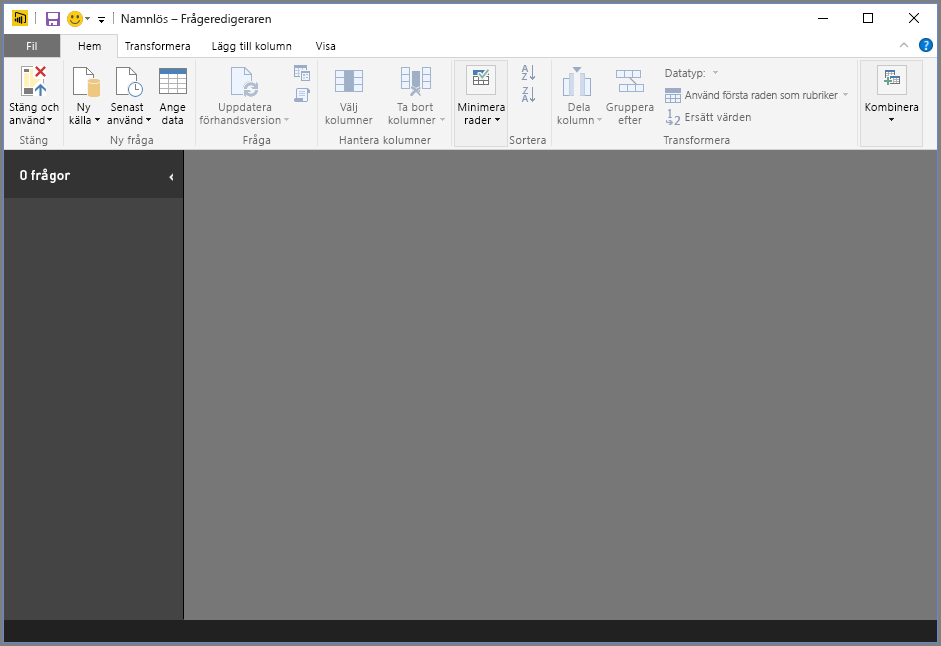 Namnlös – Frågeredigeraren
Fil Hem Transformera Lägg till kolumn Visa
?
Stäng och
använd
Stäng
Ny
källa
Senast
använd
Ange
data
Ny fråga
Uppdatera
förhandsversion
Fråga
Välj
kolumner
Ta bort
kolumner
Hantera kolumner
Minimera
rader
A
Z
Z
A
Sortera
Dela
kolumn
Gruppera
efter
Datatyp:
Använd första raden som rubriker
1
2
Ersätt värden
Transformera
Kombinera
0 frågor